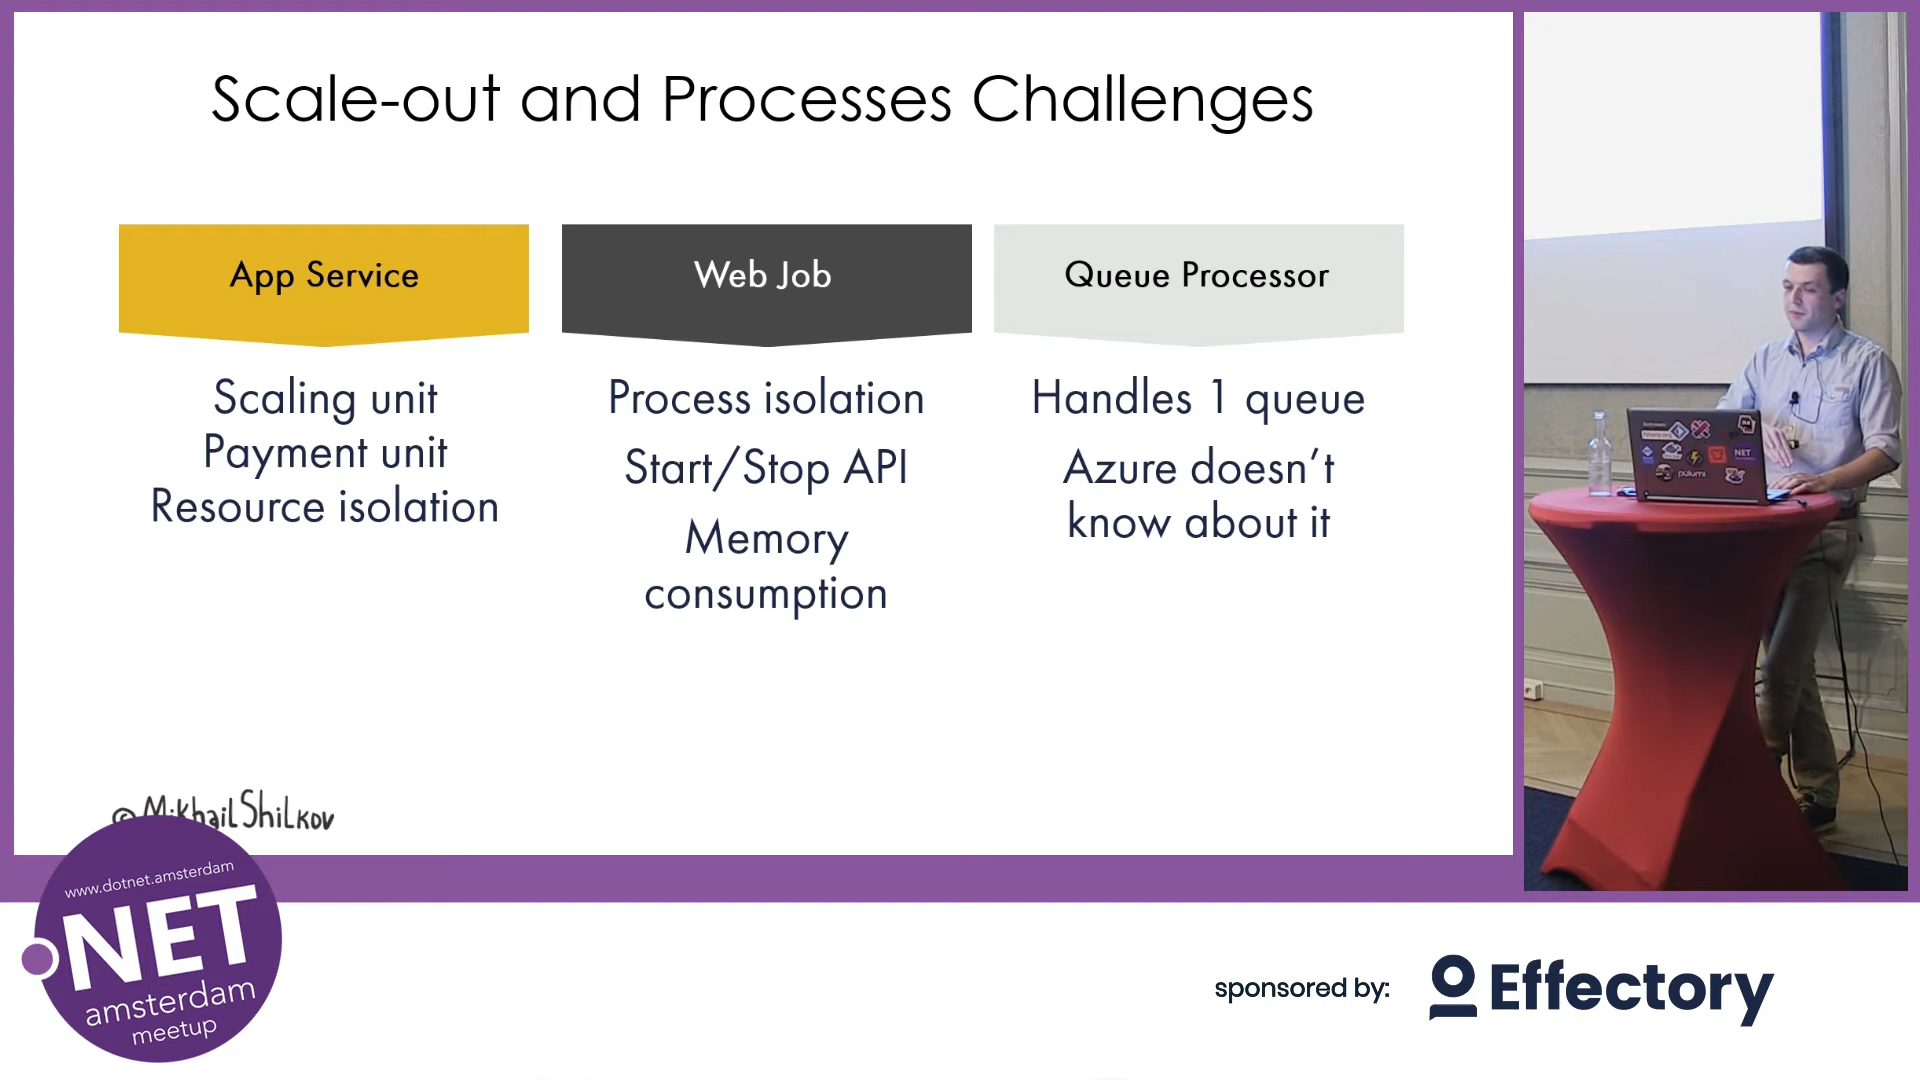 Scale-out and Processes Challenges
App Service
Scaling unit
Payment unit
Resource isolation
Web Job
Process isolation
Start/Stop API
Memory
consumption
Queue Processor
Handles 1 queue
Azure doesn't
know about it
© Mikhail Shilkov
NET
pulumi
www.dotnet.amsterdam
.NET
amsterdam
meetup
sponsored by:
Effectory